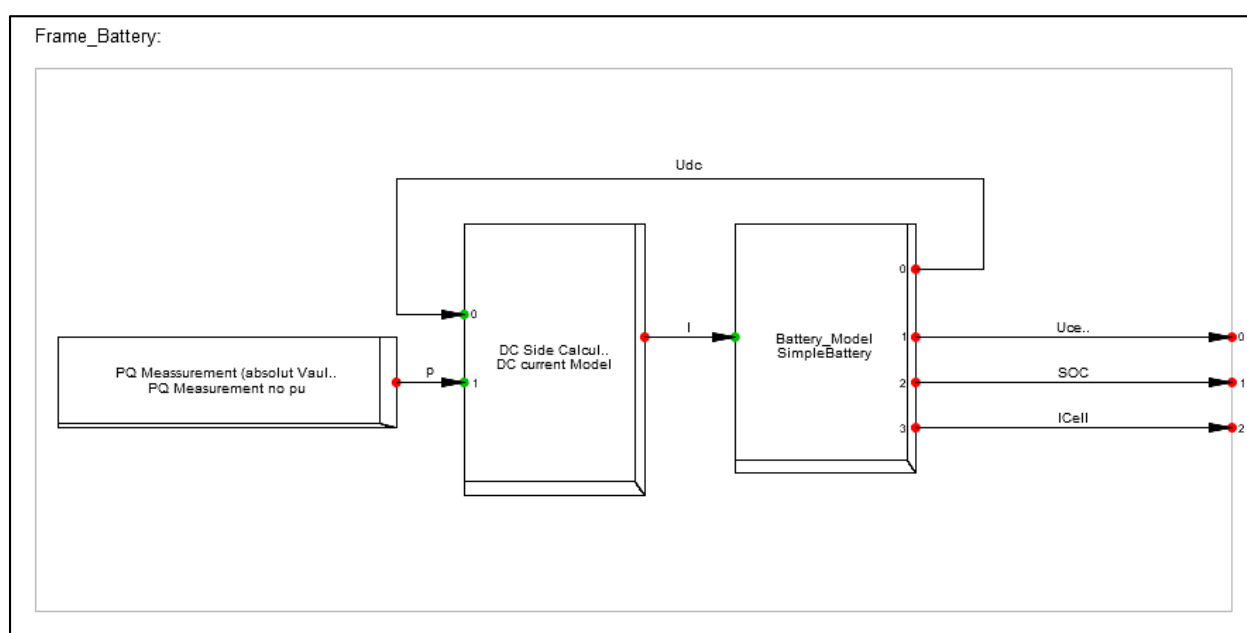 Frame_Battery:
Udc
0
0
DC Side Calcul..
DC current Model
I
Battery_Model
SimpleBattery
1
Uce..
0
PQ Meassurement (absolut Vaul..
PQ Measurement no pu
p
1
2
SOC
1
3
ICell
2